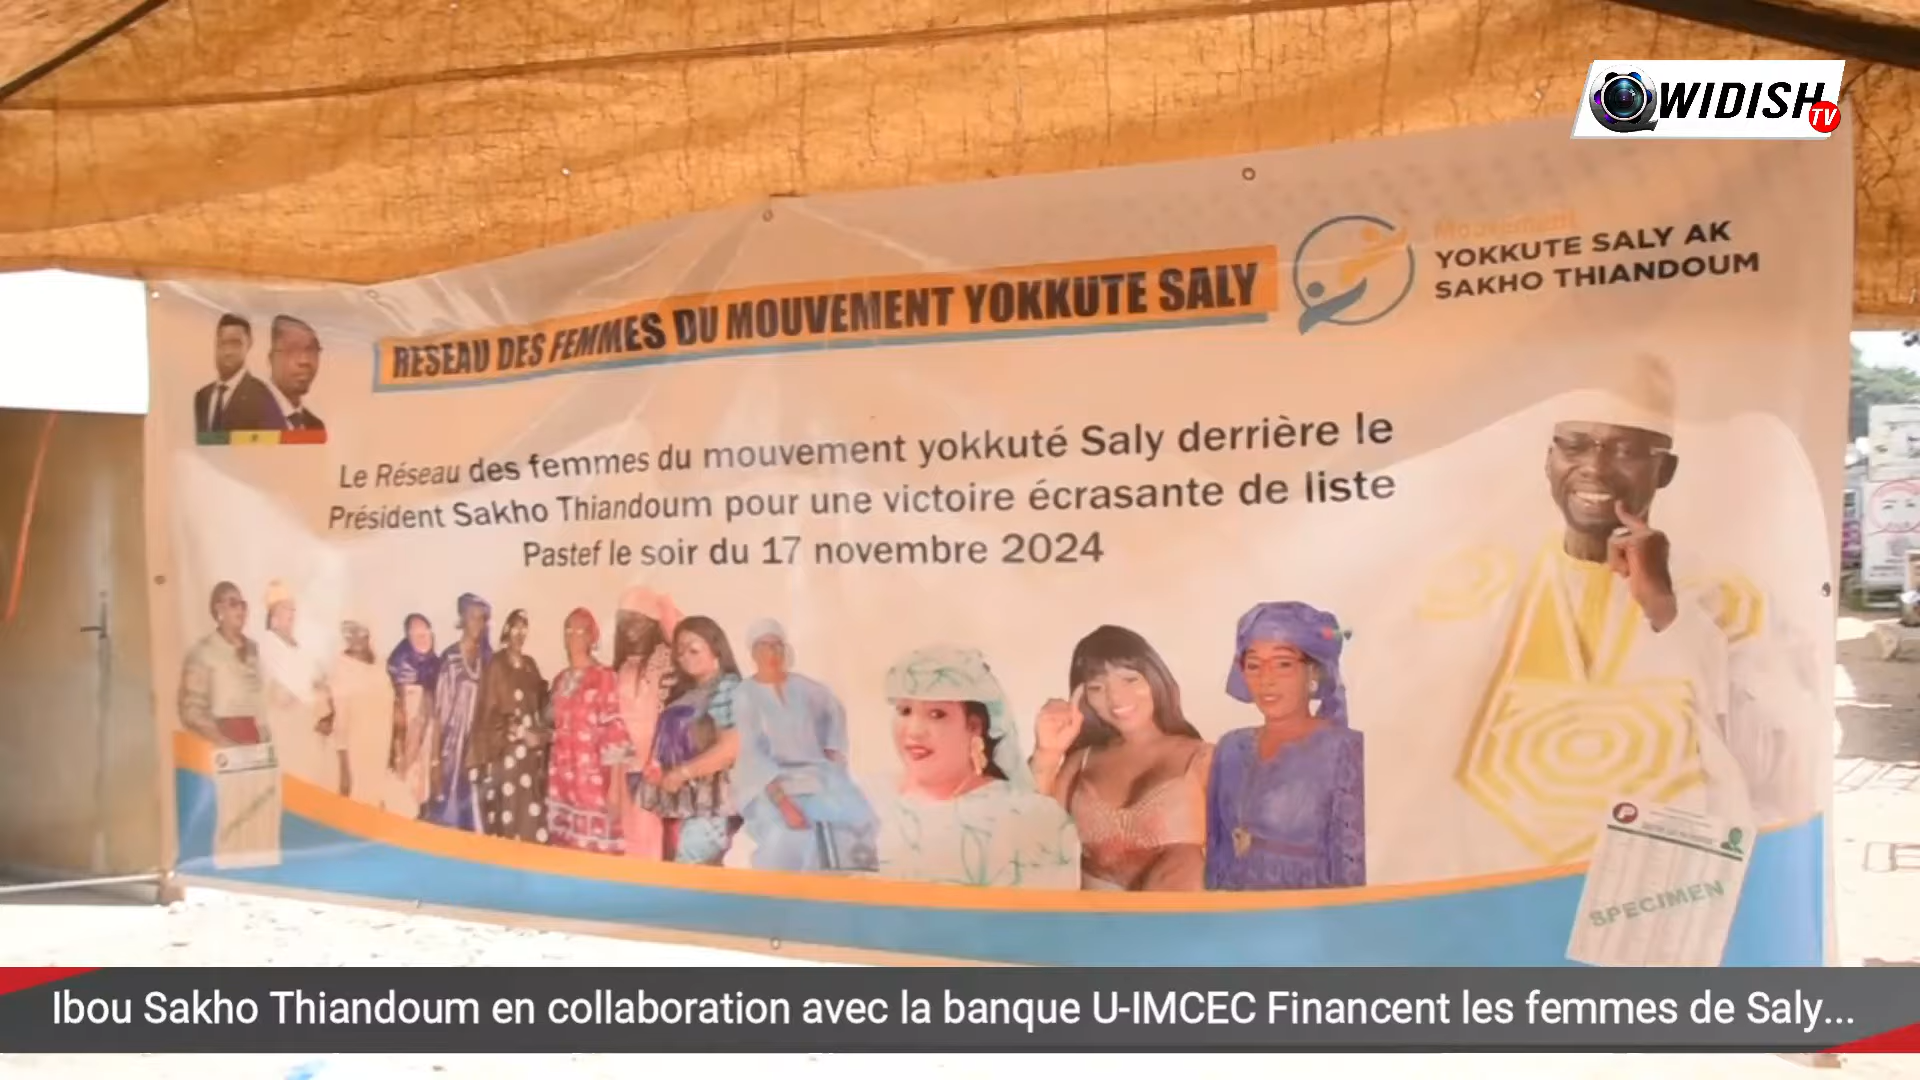 WIDISH TV
Mouvement
YOKKUTE SALY AK
SAKHO THIANDOUM
RESEAU DES FEMMES DU MOUVEMENT YOKKUTE SALY
Le Réseau des femmes du mouvement yokkuté Saly derrière le
Président Sakho Thiandoum pour une victoire écrasante de liste
Pastef le soir du 17 novembre 2024
SPECIMEN
Ibou Sakho Thiandoum en collaboration avec la banque U-IMCEC Financent les femmes de Saly...